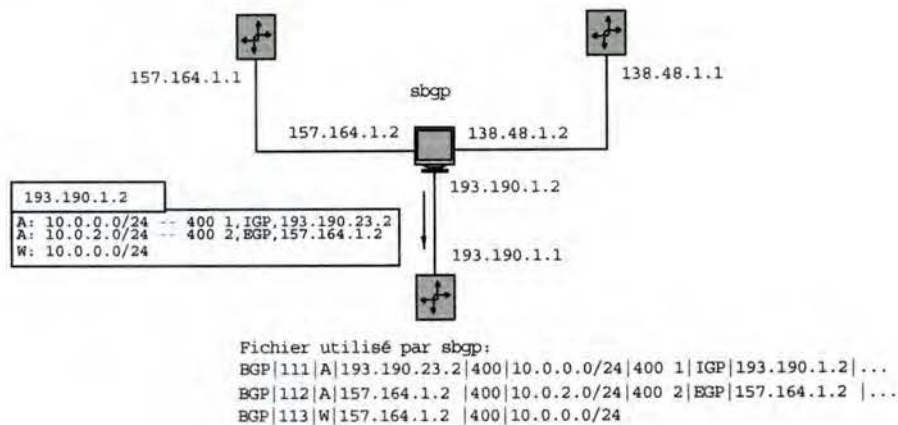 157.164.1.1
138.48.1.1
sbgp
157.164.1.2
138.48.1.2
193.190.1.2
193.190.1.2
A: 10.0.0.0/24 -- 400 1,IGP,193.190.23.2
A: 10.0.2.0/24 -- 400 2,EGP,157.164.1.2
W: 10.0.0.0/24
193.190.1.1
Fichier utilisé par sbgp:
BGP|111|A|193.190.23.2|400|10.0.0.0/24|400 1|IGP|193.190.1.2|...
BGP|112|A|157.164.1.2 |400|10.0.2.0/24|400 2|EGP|157.164.1.2 |...
BGP|113|W|157.164.1.2 |400|10.0.0.0/24